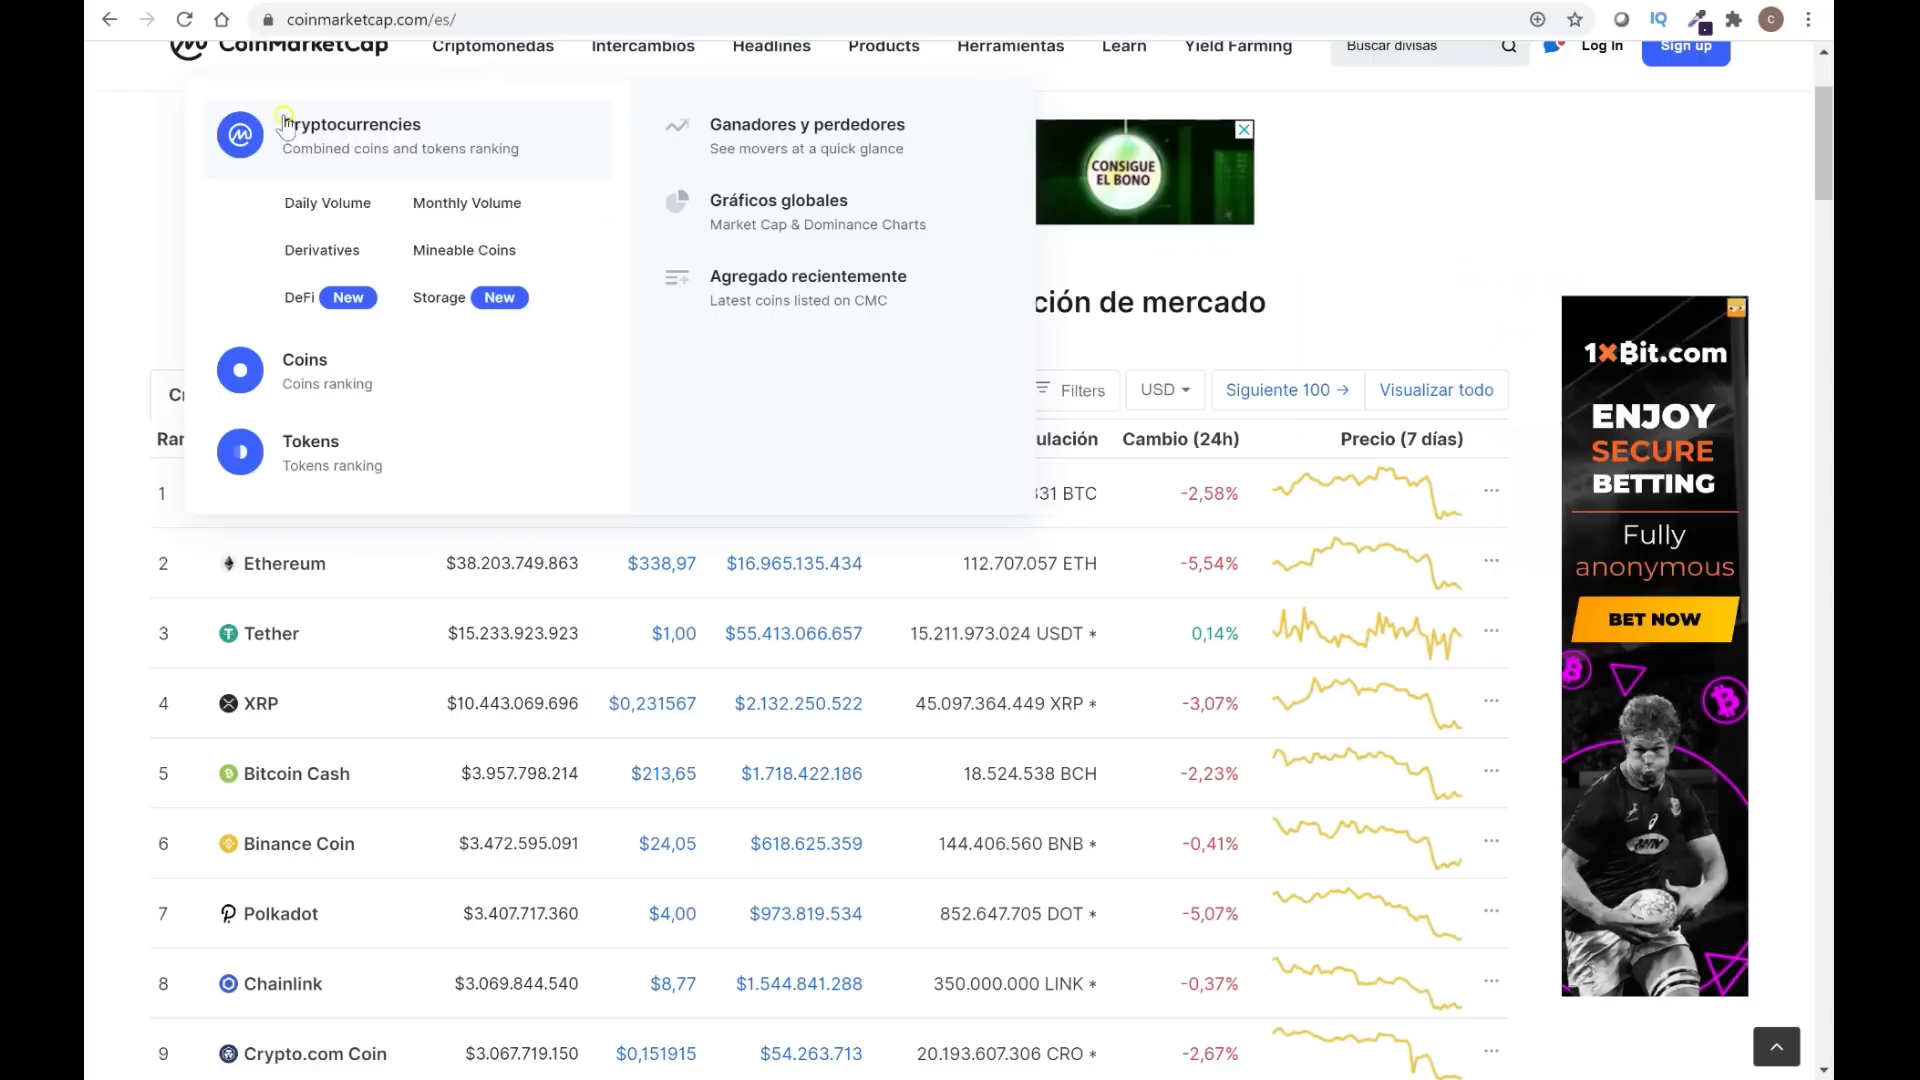 coinmarketcap.com/es/
IQ
C
CoinMarketCap
Criptomonedas
Intercambios
Headlines
Products
Herramientas
Learn
Yield Farming
Buscar divisas
Log In
Sign up
Cryptocurrencies
Combined coins and tokens ranking
Daily Volume
Monthly Volume
Derivatives
Mineable Coins
DeFi New
Storage New
Coins
Coins ranking
Tokens
Tokens ranking
Ganadores y perdedores
See movers at a quick glance
Gráficos globales
Market Cap & Dominance Charts
Agregado recientemente
Latest coins listed on CMC
CONSIGUE
EL BONO
ción de mercado
Filters
USD
Siguiente 100 →
Visualizar todo
ulación Cambio (24h) Precio (7 días)
1 331 BTC -2,58%
2 Ethereum $38.203.749.863 $338,97 $16.965.135.434 112.707.057 ETH -5,54%
3 Tether $15.233.923.923 $1,00 $55.413.066.657 15.211.973.024 USDT * 0,14%
4 XRP $10.443.069.696 $0,231567 $2.132.250.522 45.097.364.449 XRP * -3,07%
5 Bitcoin Cash $3.957.798.214 $213,65 $1.718.422.186 18.524.538 BCH -2,23%
6 Binance Coin $3.472.595.091 $24,05 $618.625.359 144.406.560 BNB * -0,41%
7 Polkadot $3.407.717.360 $4,00 $973.819.534 852.647.705 DOT * -5,07%
8 Chainlink $3.069.844.540 $8,77 $1.544.841.288 350.000.000 LINK * -0,37%
9 Crypto.com Coin $3.067.719.150 $0,151915 $54.263.713 20.193.607.306 CRO * -2,67%
1XBit.com
ENJOY
SECURE
BETTING
Fully
anonymous
BET NOW